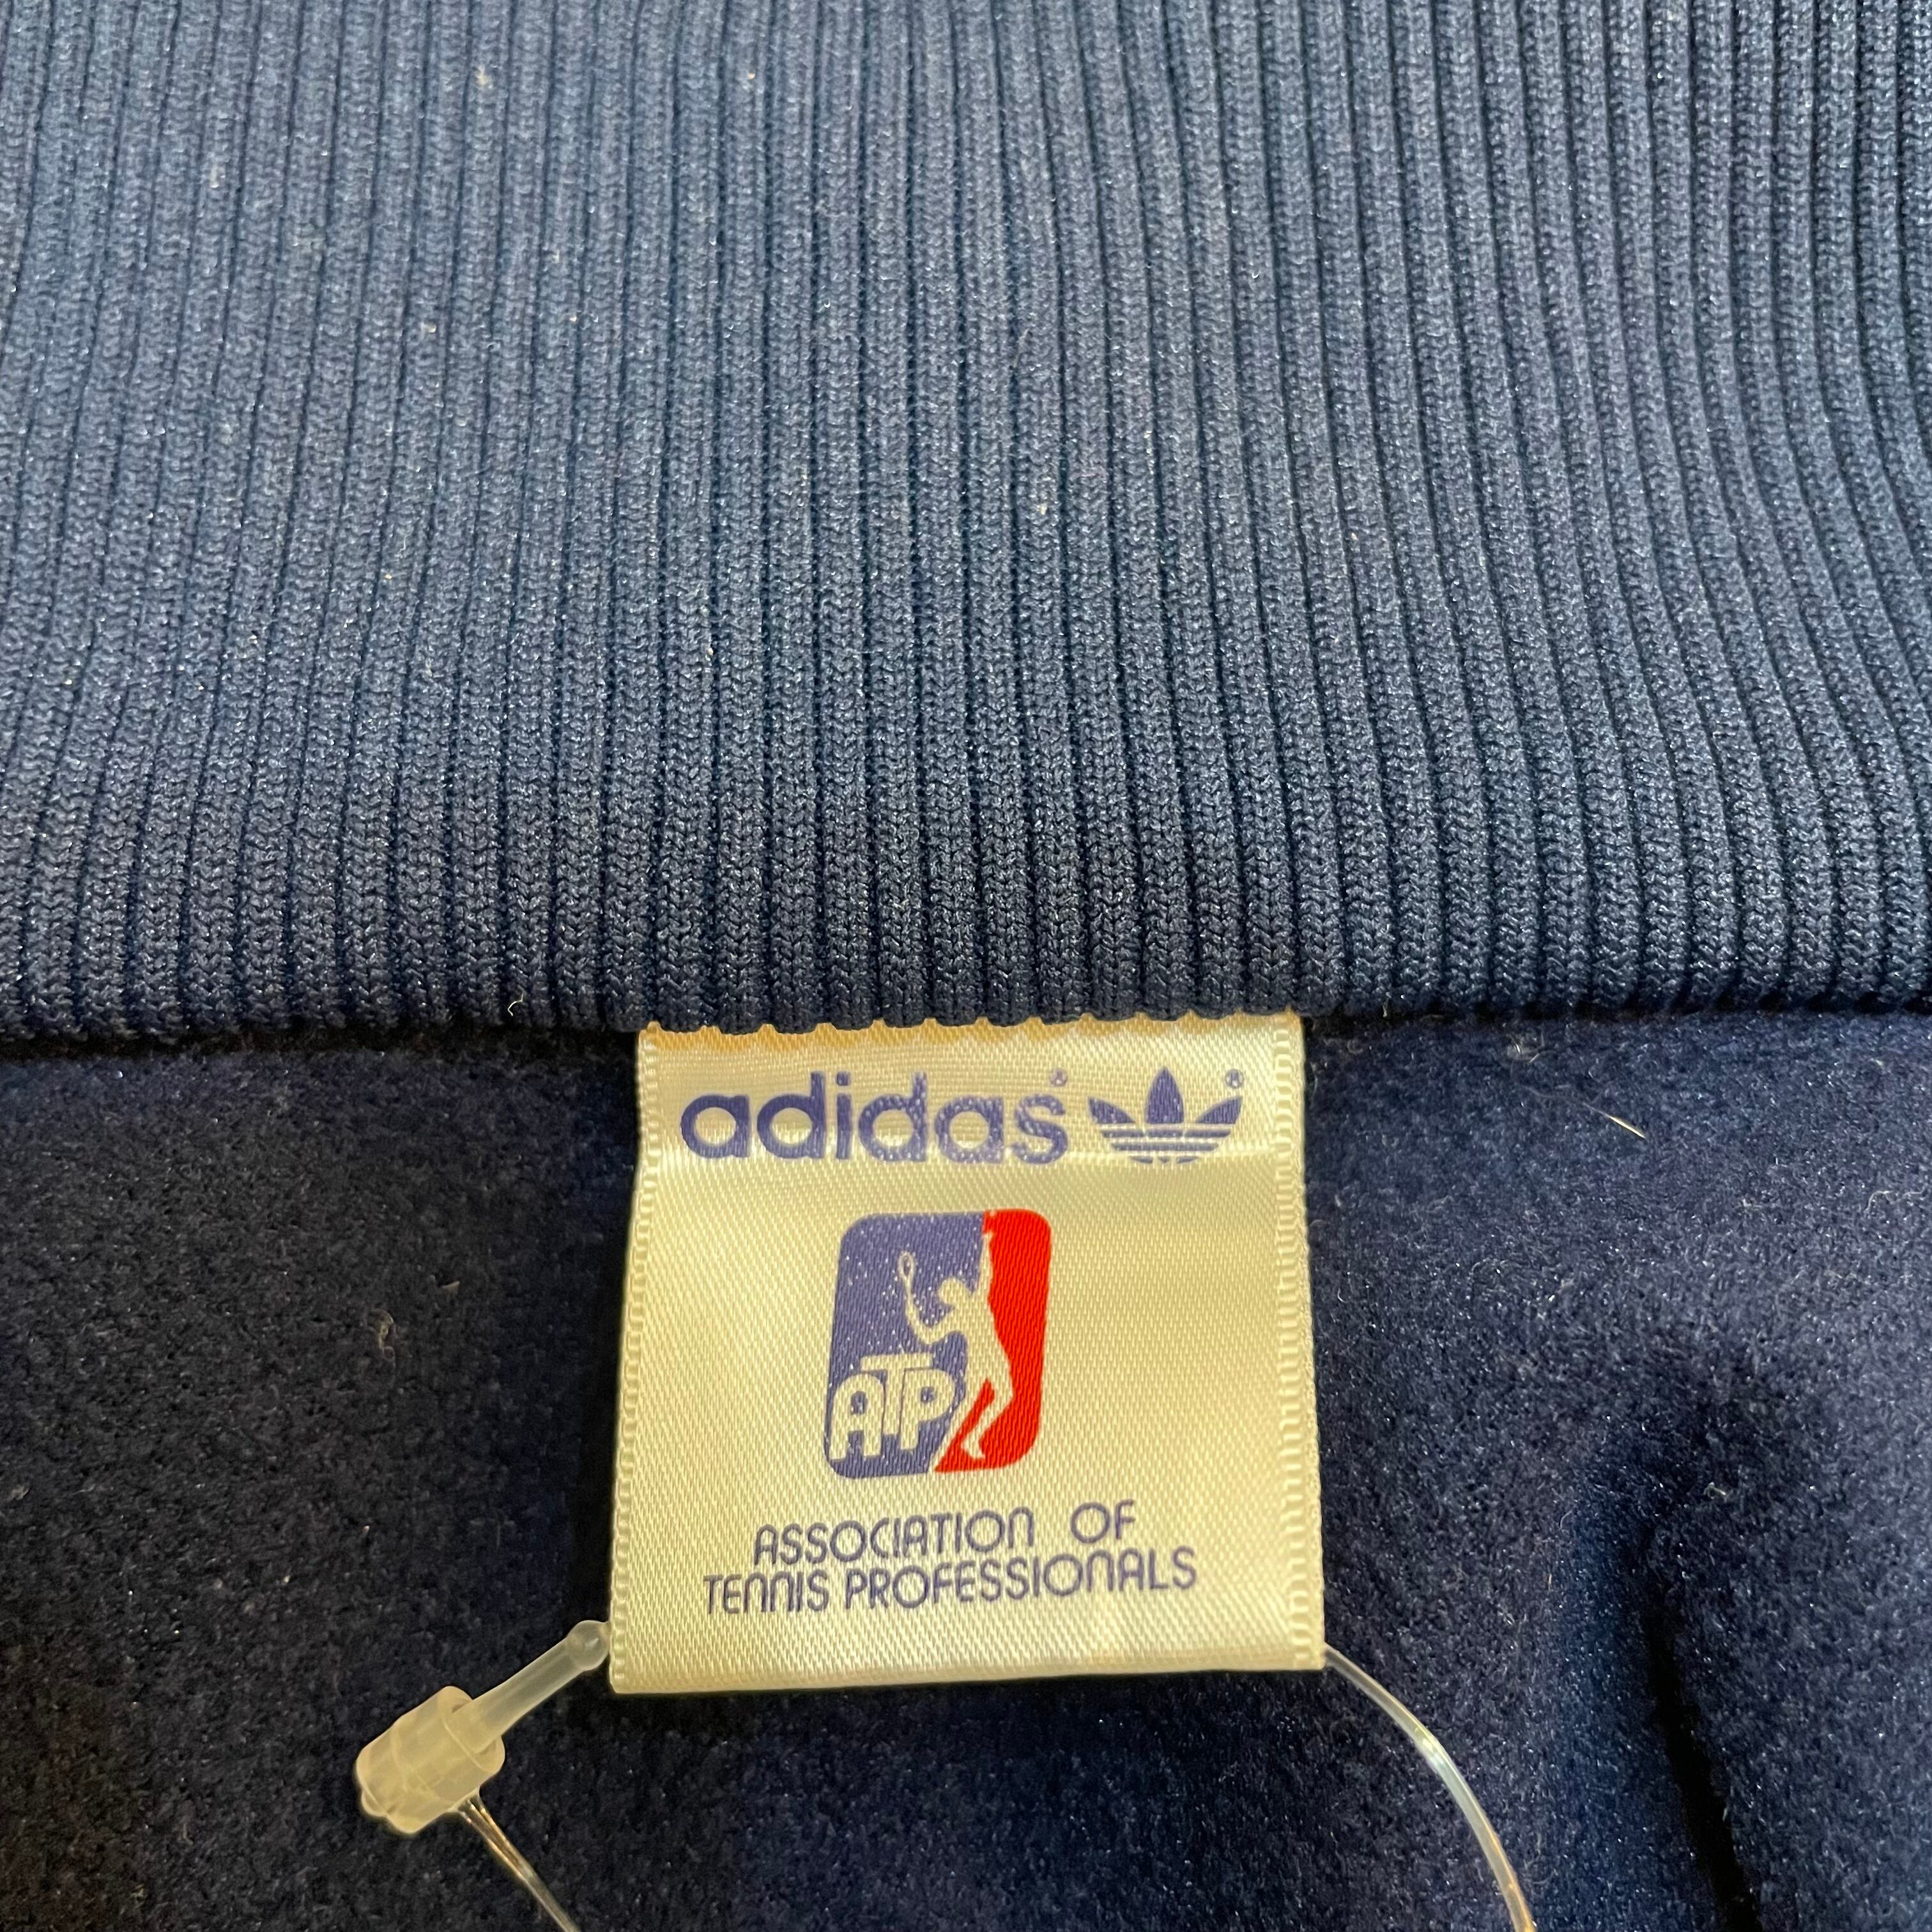 adidas® ®
ATP
ASSOCIATION OF
TENNIS PROFESSIONALS